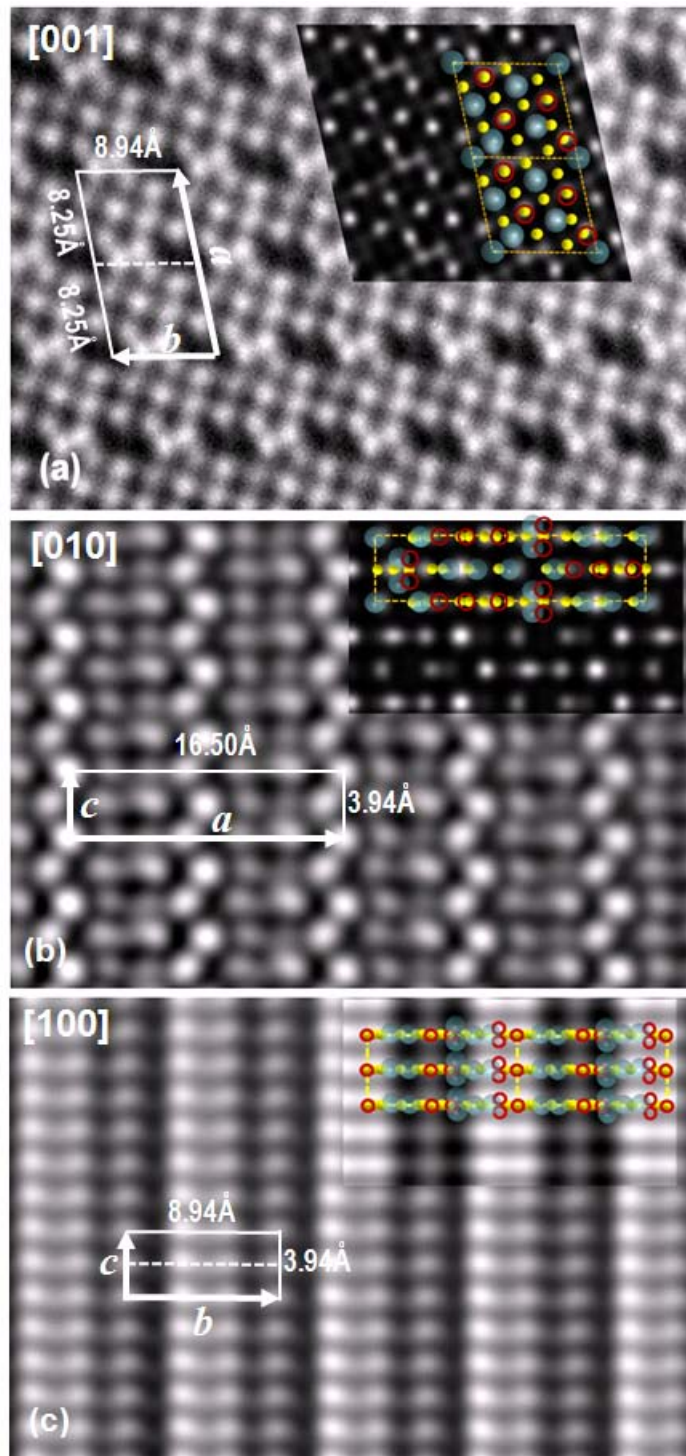 [001]
8.94Å
8.25Å
a
8.25Å
b
(a)
[010]
16.50Å
c
a
3.94Å
(b)
[100]
8.94Å
c
3.94Å
b
(c)